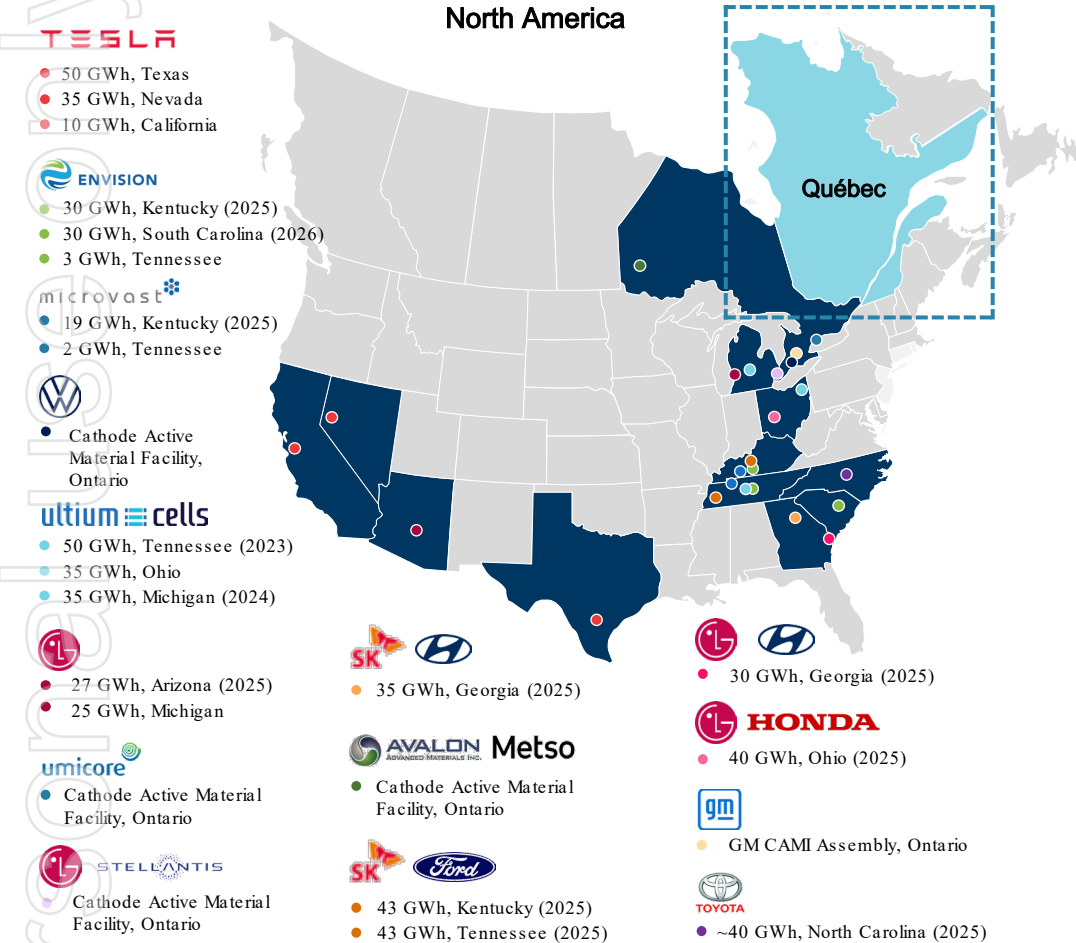 North America
Québec
TESLA
50 GWh, Texas
35 GWh, Nevada
10 GWh, California
ENVISION
30 GWh, Kentucky (2025)
30 GWh, South Carolina (2026)
3 GWh, Tennessee
microvast
19 GWh, Kentucky (2025)
2 GWh, Tennessee
Cathode Active
Material Facility,
Ontario
ultium cells
50 GWh, Tennessee (2023)
35 GWh, Ohio
35 GWh, Michigan (2024)
LG
27 GWh, Arizona (2025)
25 GWh, Michigan
umicore
Cathode Active Material
Facility, Ontario
LG STELLANTIS
Cathode Active Material
Facility, Ontario
SK
35 GWh, Georgia (2025)
AVALON Metso
ADVANCED MATERIALS INC.
Cathode Active Material
Facility, Ontario
SK Ford
43 GWh, Kentucky (2025)
43 GWh, Tennessee (2025)
LG
30 GWh, Georgia (2025)
LG HONDA
40 GWh, Ohio (2025)
gm
GM CAMI Assembly, Ontario
TOYOTA
~40 GWh, North Carolina (2025)